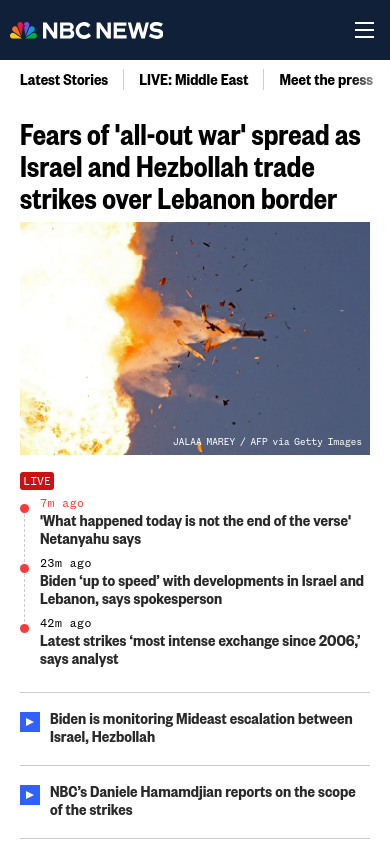 NBC NEWS
Latest Stories
LIVE: Middle East
Meet the press
Fears of 'all-out war' spread as
Israel and Hezbollah trade
strikes over Lebanon border
JALAA MAREY / AFP via Getty Images
LIVE
7m ago
'What happened today is not the end of the verse'
Netanyahu says
23m ago
Biden ‘up to speed’ with developments in Israel and
Lebanon, says spokesperson
42m ago
Latest strikes ‘most intense exchange since 2006,’
says analyst
Biden is monitoring Mideast escalation between
Israel, Hezbollah
NBC’s Daniele Hamamdjian reports on the scope
of the strikes